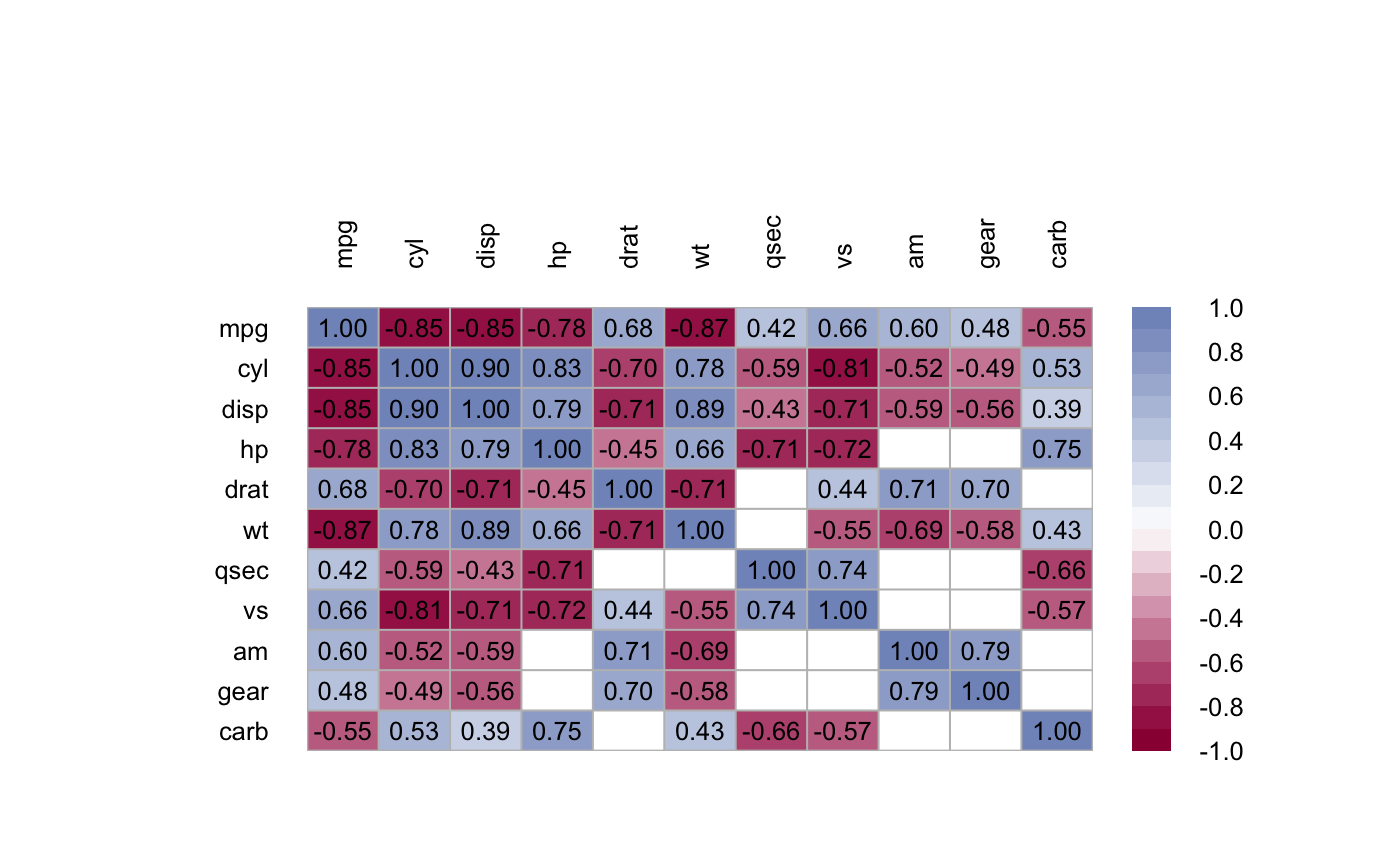 mpg cyl disp hp drat wt qsec vs am gear carb
mpg 1.00 -0.85 -0.85 -0.78 0.68 -0.87 0.42 0.66 0.60 0.48 -0.55
cyl -0.85 1.00 0.90 0.83 -0.70 0.78 -0.59 -0.81 -0.52 -0.49 0.53
disp -0.85 0.90 1.00 0.79 -0.71 0.89 -0.43 -0.71 -0.59 -0.56 0.39
hp -0.78 0.83 0.79 1.00 -0.45 0.66 -0.71 -0.72 0.75
drat 0.68 -0.70 -0.71 -0.45 1.00 -0.71 0.44 0.71 0.70
wt -0.87 0.78 0.89 0.66 -0.71 1.00 -0.55 -0.69 -0.58 0.43
qsec 0.42 -0.59 -0.43 -0.71 1.00 0.74 -0.66
vs 0.66 -0.81 -0.71 -0.72 0.44 -0.55 0.74 1.00 -0.57
am 0.60 -0.52 -0.59 0.71 -0.69 1.00 0.79
gear 0.48 -0.49 -0.56 0.70 -0.58 0.79 1.00
carb -0.55 0.53 0.39 0.75 0.43 -0.66 -0.57 1.00
1.0
0.8
0.6
0.4
0.2
0.0
-0.2
-0.4
-0.6
-0.8
-1.0